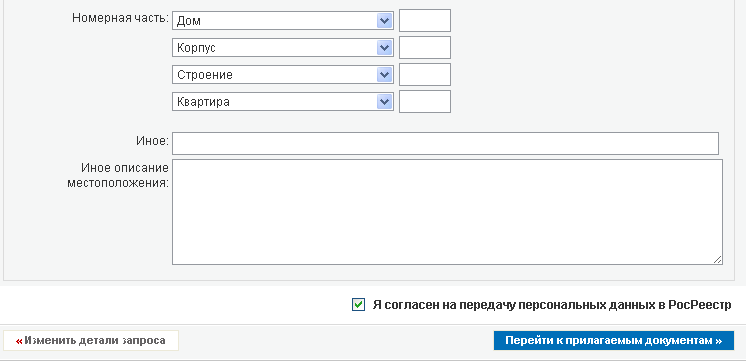 Номерная часть: Дом
Корпус
Строение
Квартира
Иное:
Иное описание
местоположения:
Я согласен на передачу персональных данных в РосРеестр
« Изменить детали запроса
Перейти к прилагаемым документам »